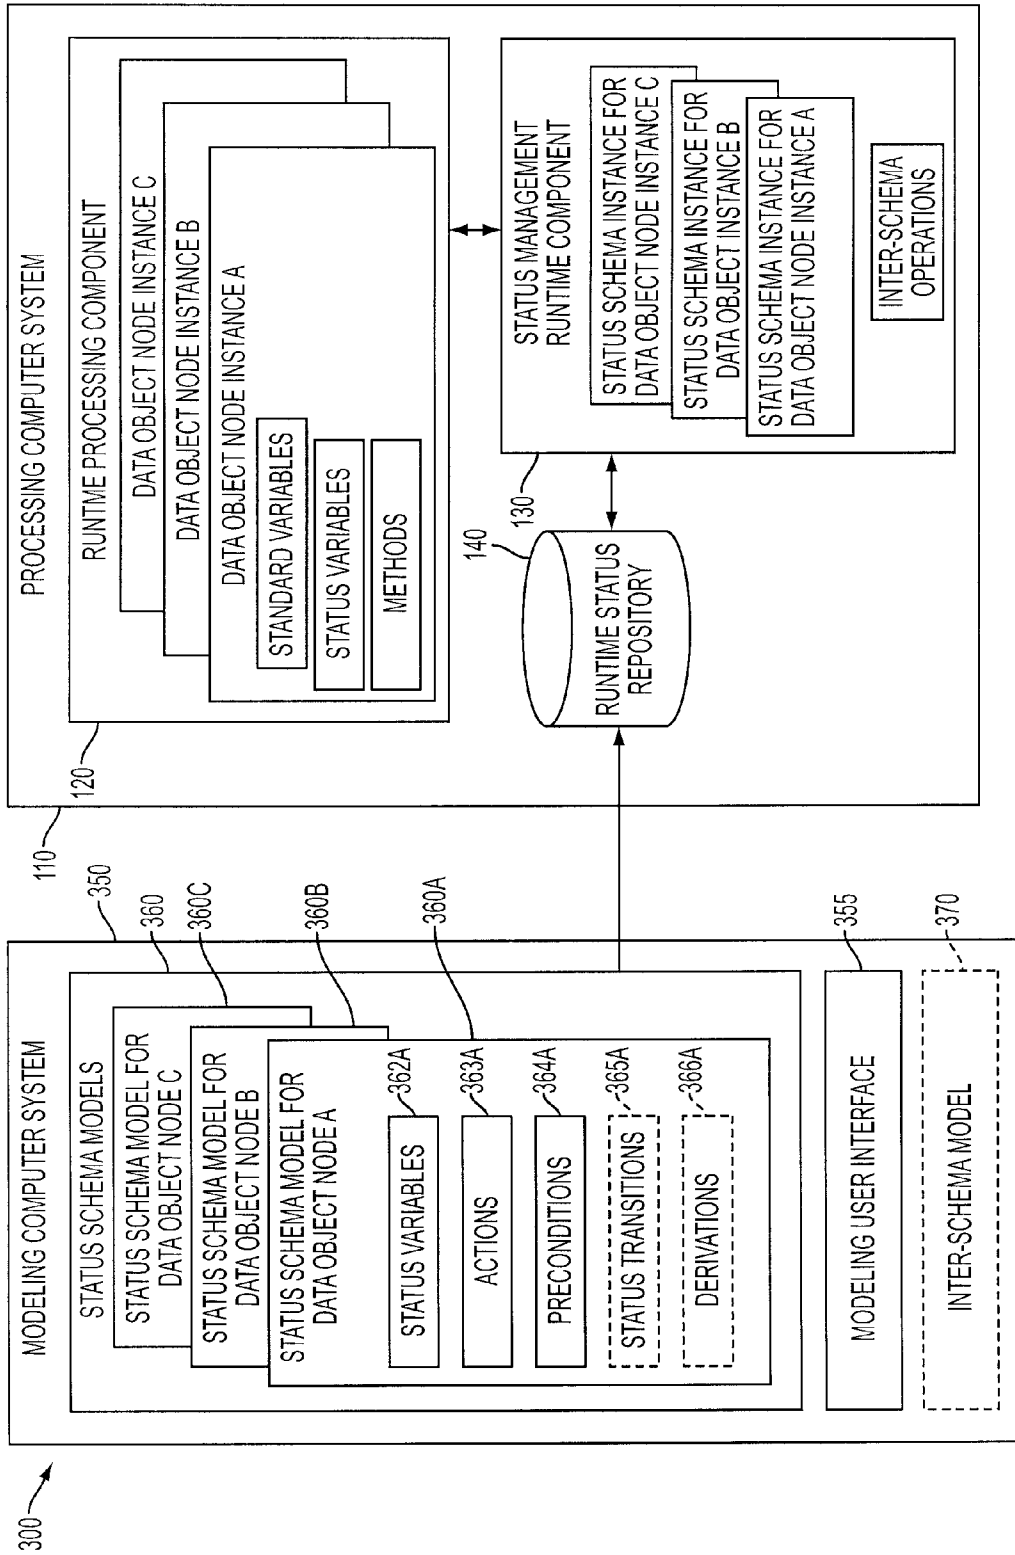 300
MODELING COMPUTER SYSTEM
350
STATUS SCHEMA MODELS
360
STATUS SCHEMA MODEL FOR
DATA OBJECT NODE C
360C
STATUS SCHEMA MODEL FOR
DATA OBJECT NODE B
360B
STATUS SCHEMA MODEL FOR
DATA OBJECT NODE A
360A
STATUS VARIABLES
362A
ACTIONS
363A
PRECONDITIONS
364A
STATUS TRANSITIONS
365A
DERIVATIONS
366A
MODELING USER INTERFACE
355
INTER-SCHEMA MODEL
370
PROCESSING COMPUTER SYSTEM
110
RUNTME PROCESSING COMPONENT
120
DATA OBJECT NODE INSTANCE C
DATA OBJECT NODE INSTANCE B
DATA OBJECT NODE INSTANCE A
STANDARD VARIABLES
STATUS VARIABLES
METHODS
140
RUNTIME STATUS
REPOSITORY
130
STATUS MANAGEMENT
RUNTIME COMPONENT
STATUS SCHEMA INSTANCE FOR
DATA OBJECT NODE INSTANCE C
STATUS SCHEMA INSTANCE FOR
DATA OBJECT INSTANCE B
STATUS SCHEMA INSTANCE FOR
DATA OBJECT NODE INSTANCE A
INTER-SCHEMA
OPERATIONS